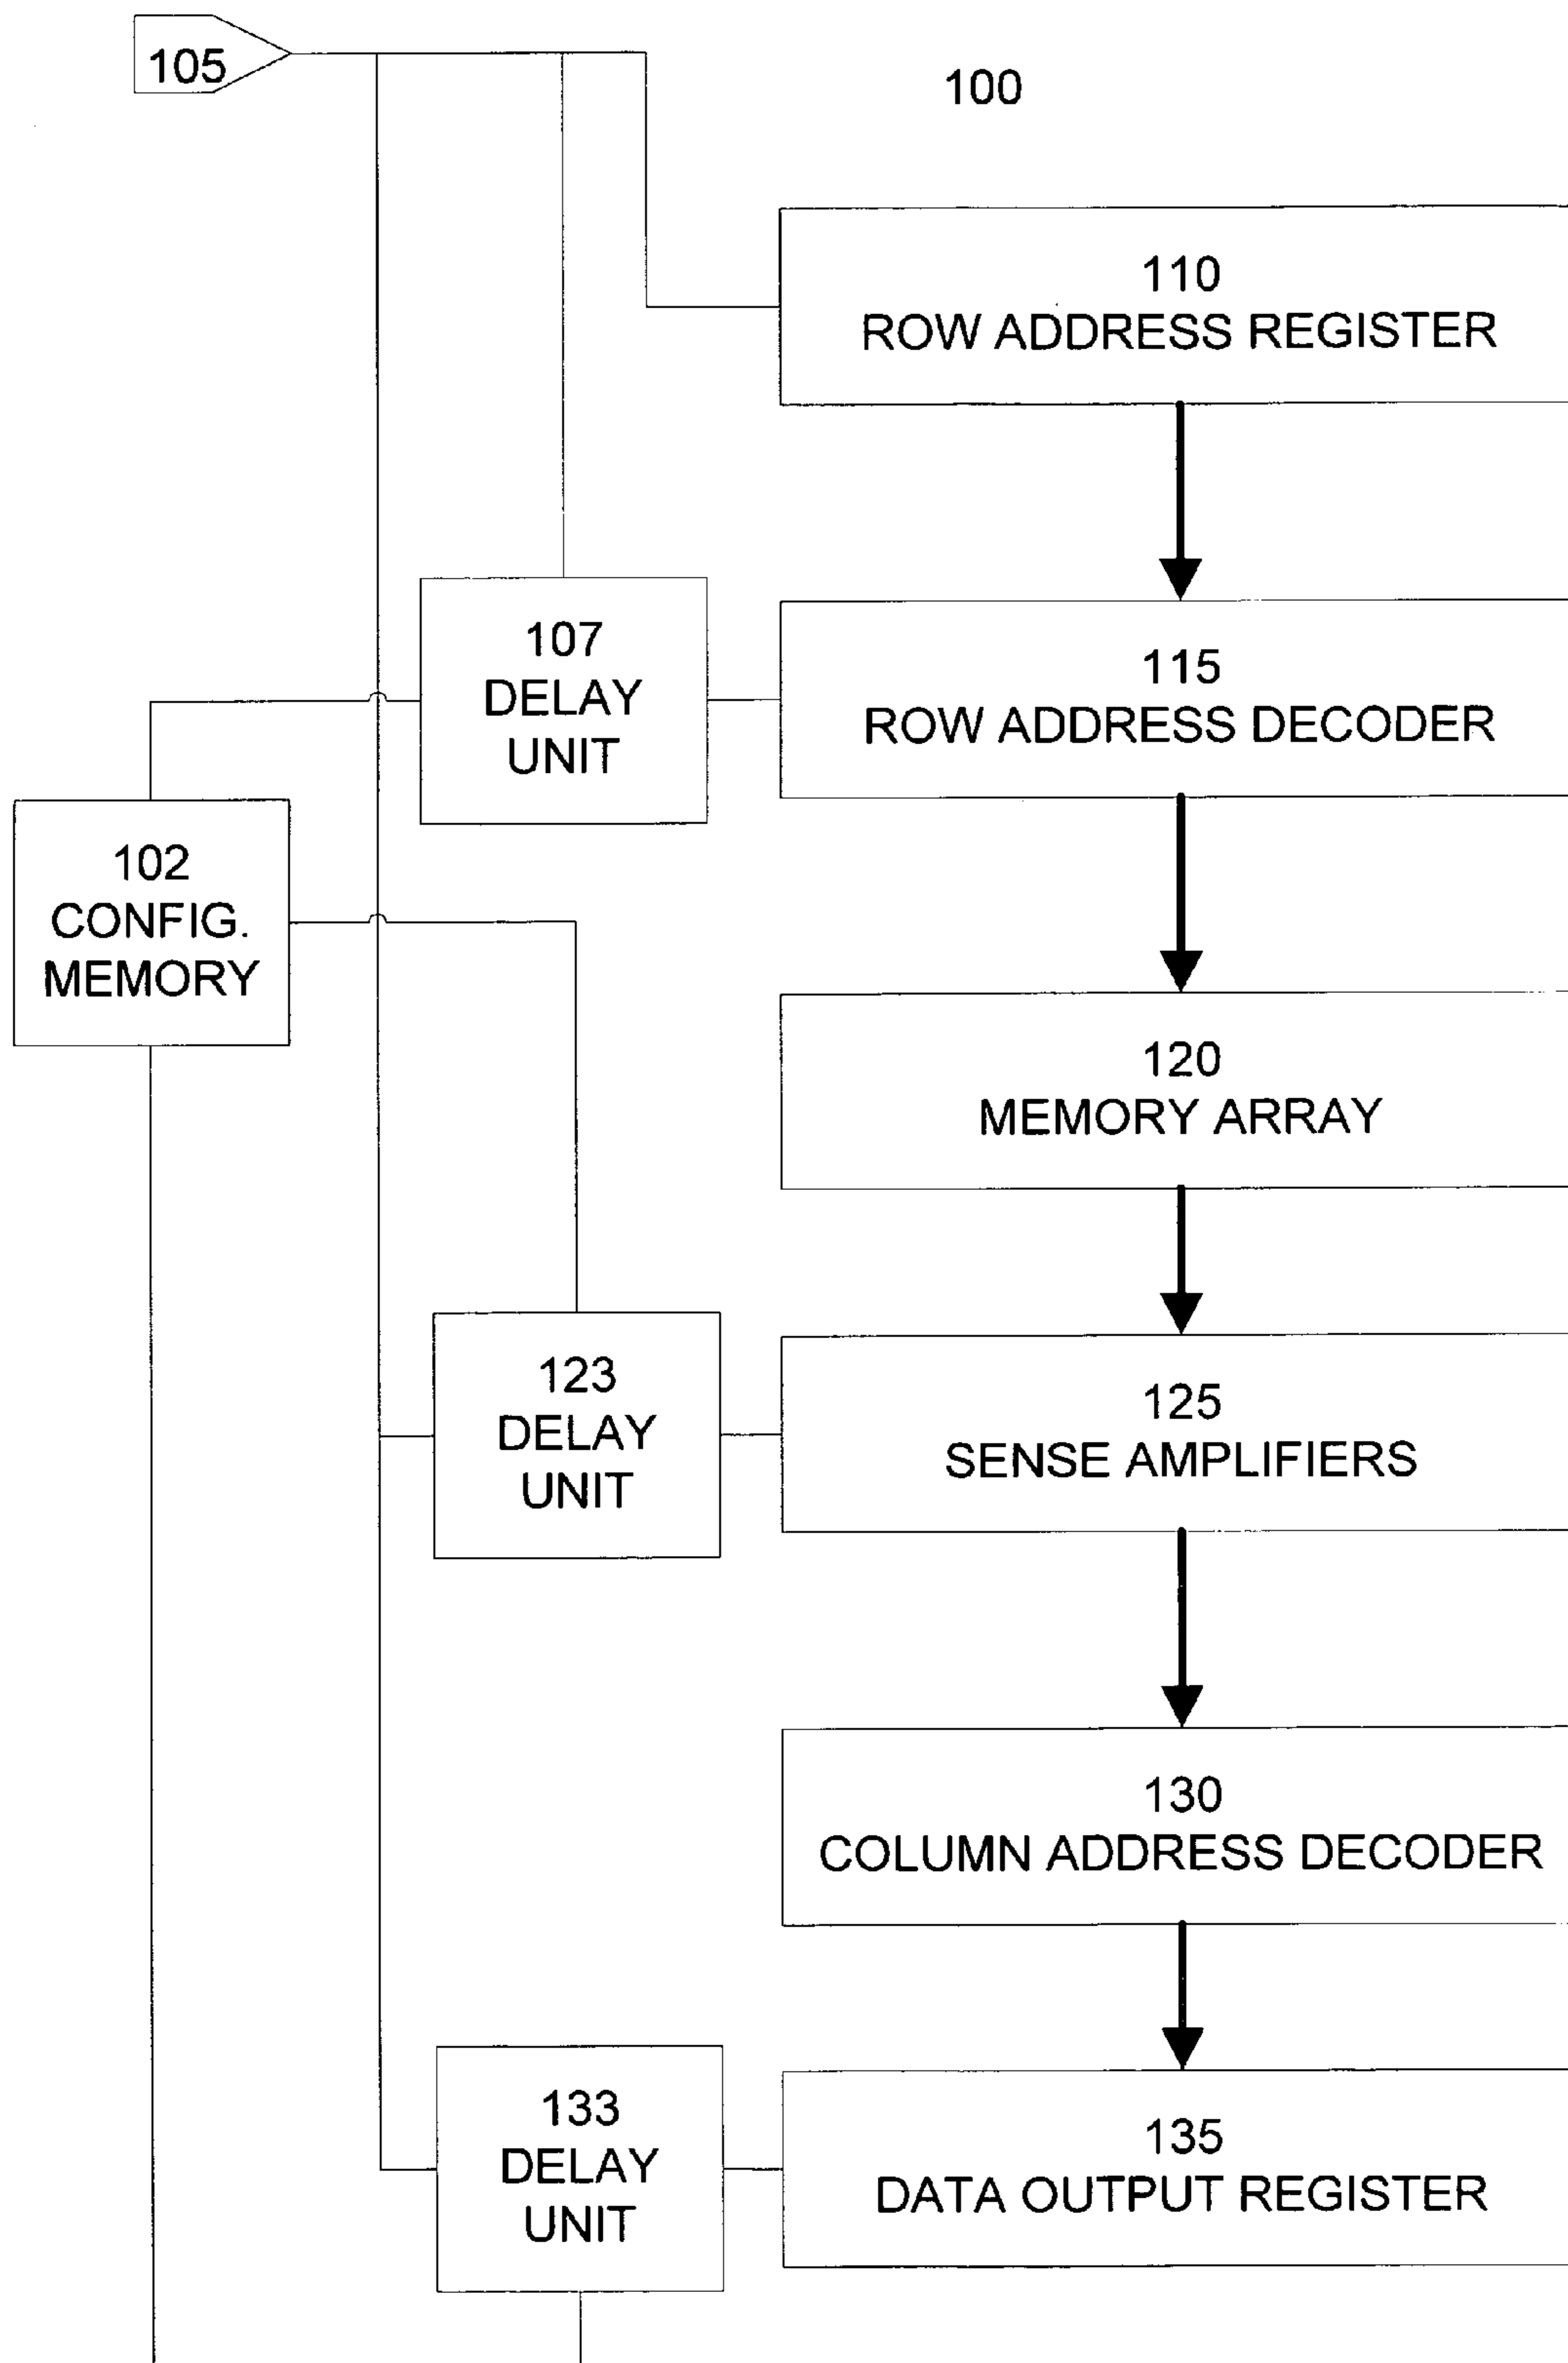 105
100
110
ROW ADDRESS REGISTER
107
DELAY
UNIT
115
ROW ADDRESS DECODER
102
CONFIG.
MEMORY
120
MEMORY ARRAY
123
DELAY
UNIT
125
SENSE AMPLIFIERS
130
COLUMN ADDRESS DECODER
133
DELAY
UNIT
135
DATA OUTPUT REGISTER